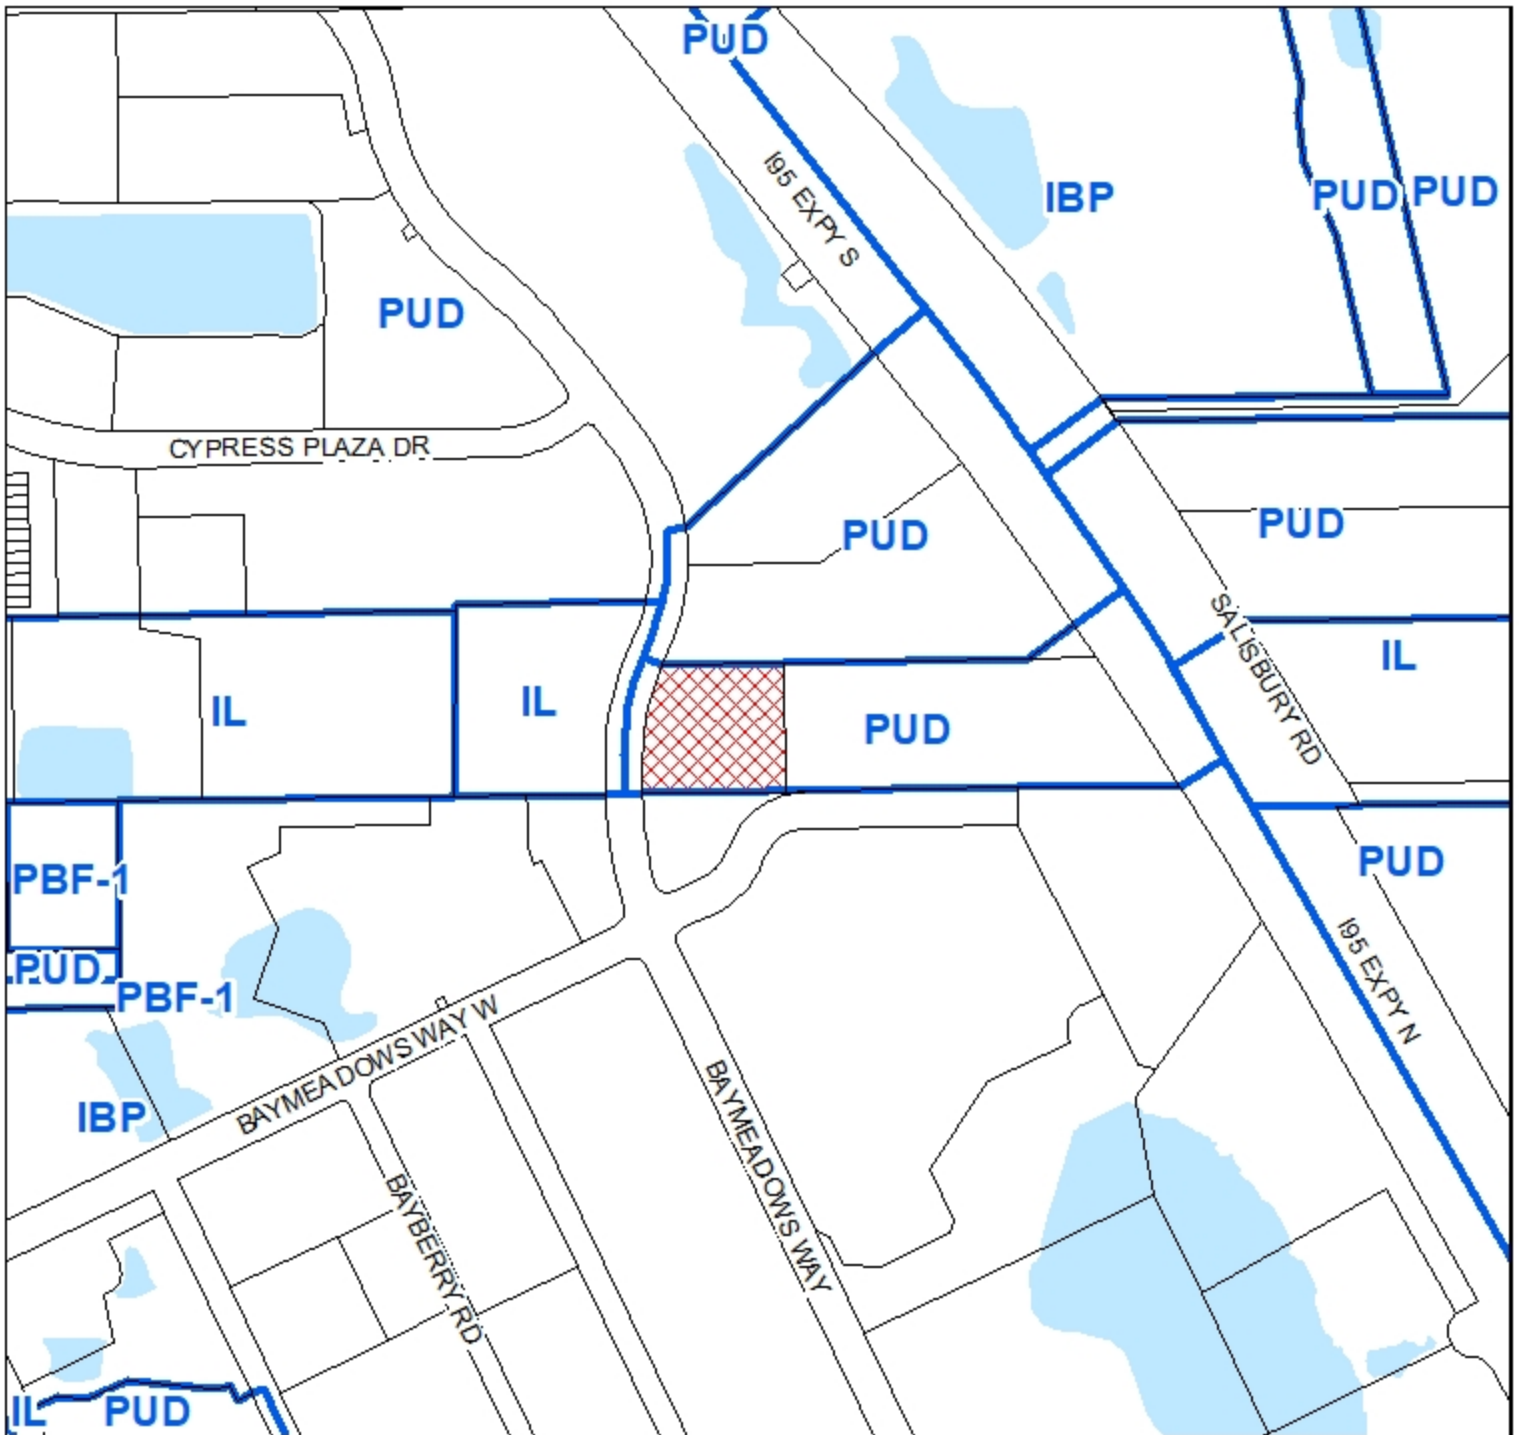 PUD
I95 EXPY S
IBP
PUD
PUD
PUD
CYPRESS PLAZA DR
PUD
PUD
SALISBURY RD
IL
IL
IL
PUD
PUD
PBF-1
I95 EXPY N
PUD
PBF-1
BAYMEADOWS WAY W
IBP
BAYMEADOWS WAY
BAYBERRY RD
IL
PUD